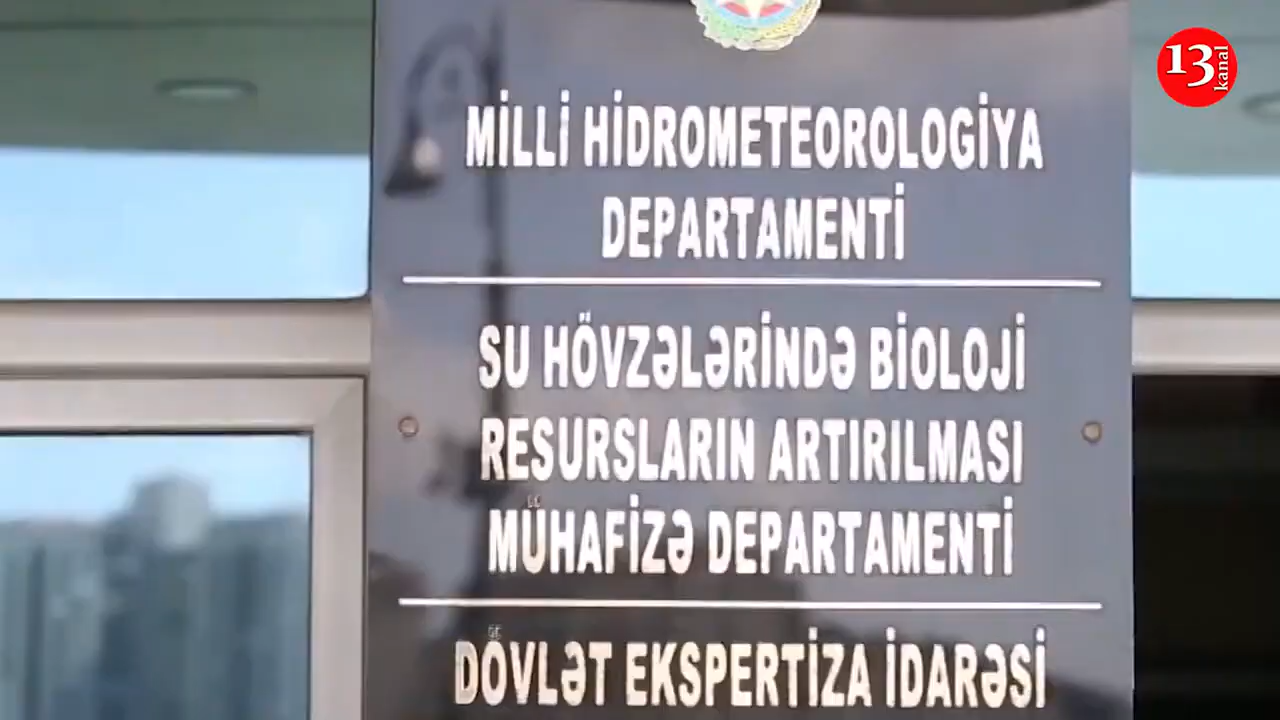 13 kanal
MİLLİ HİDROMETEOROLOGİYA
DEPARTAMENTİ
SU HÖVZƏLƏRİNDƏ BİOLOJİ
RESURSLARIN ARTIRILMASI
MÜHAFİZƏ DEPARTAMENTİ
DÖVLƏT EKSPERTİZA İDARƏSİ